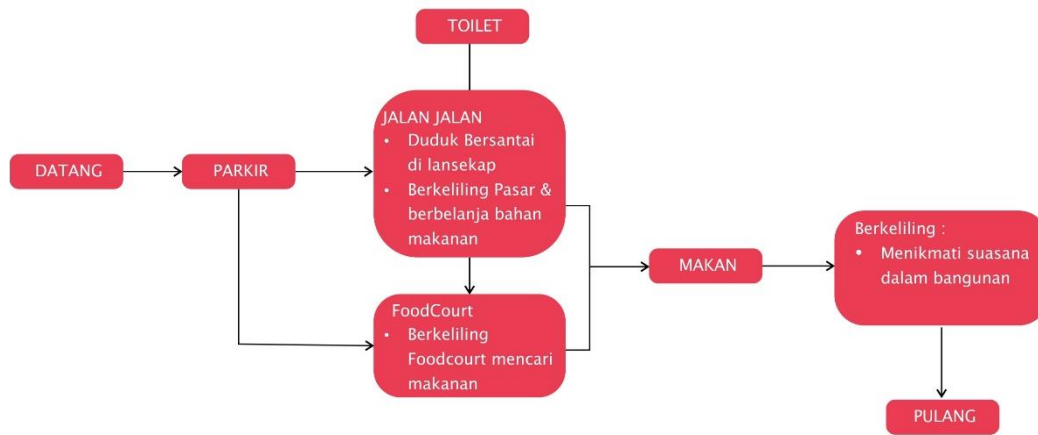 TOILET
JALAN JALAN
• Duduk Bersantai
di lansekap
• Berkeliling Pasar &
berbelanja bahan
makanan
DATANG
PARKIR
FoodCourt
• Berkeliling
Foodcourt mencari
makanan
MAKAN
Berkeliling :
• Menikmati suasana
dalam bangunan
PULANG